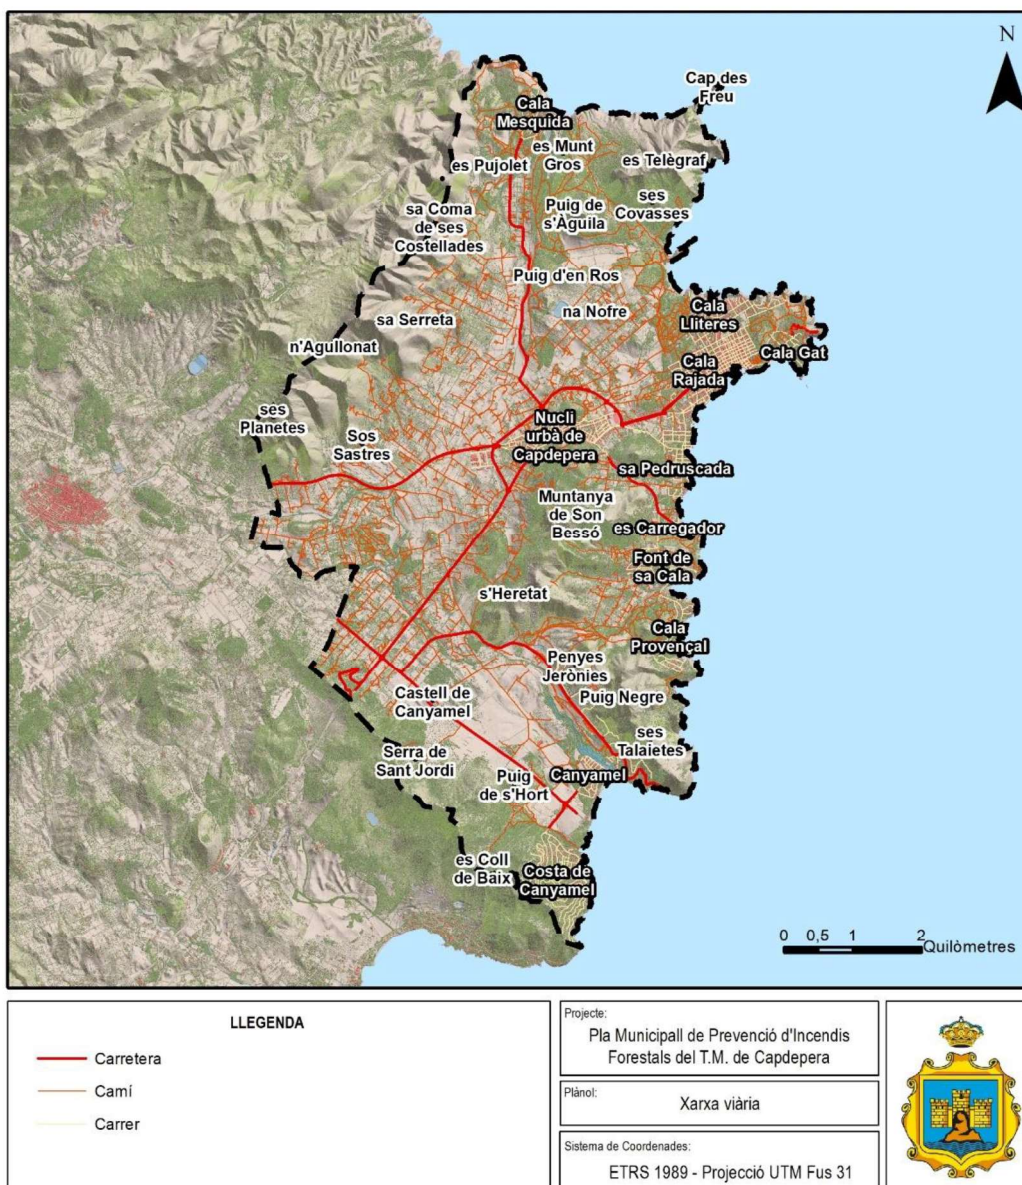 N
Cap des
Freu
Cala
Mesquida
es Munt
Gros
es Pujolet
es Telègraf
ses
Covasses
sa Coma
de ses
Costellades
Puig de
s'Àguila
Puig d'en Ros
na Nofre
Cala
Lliteres
sa Serreta
n'Agullonat
Cala Gat
Cala
Rajada
ses
Planetes
Sos
Sastres
Nucli
urbà de
Capdepera
sa Pedruscada
Muntanya
de Son
Bessó
es Carregador
Font de
sa Cala
s'Heretat
Cala
Provençal
Penyes
Jerònies
Castell de
Canyamel
Puig Negre
ses
Talaietes
Serra de
Sant Jordi
Puig
de s'Hort
Canyamel
es Coll
de Baix
Costa de
Canyamel
0 0,5 1 2
Quilòmetres
LLEGENDA
Carretera
Camí
Carrer
Projecte:
Pla Municipall de Prevenció d'Incendis
Forestals del T.M. de Capdepera
Plànol:
Xarxa viària
Sistema de Coordenades:
ETRS 1989 - Projecció UTM Fus 31